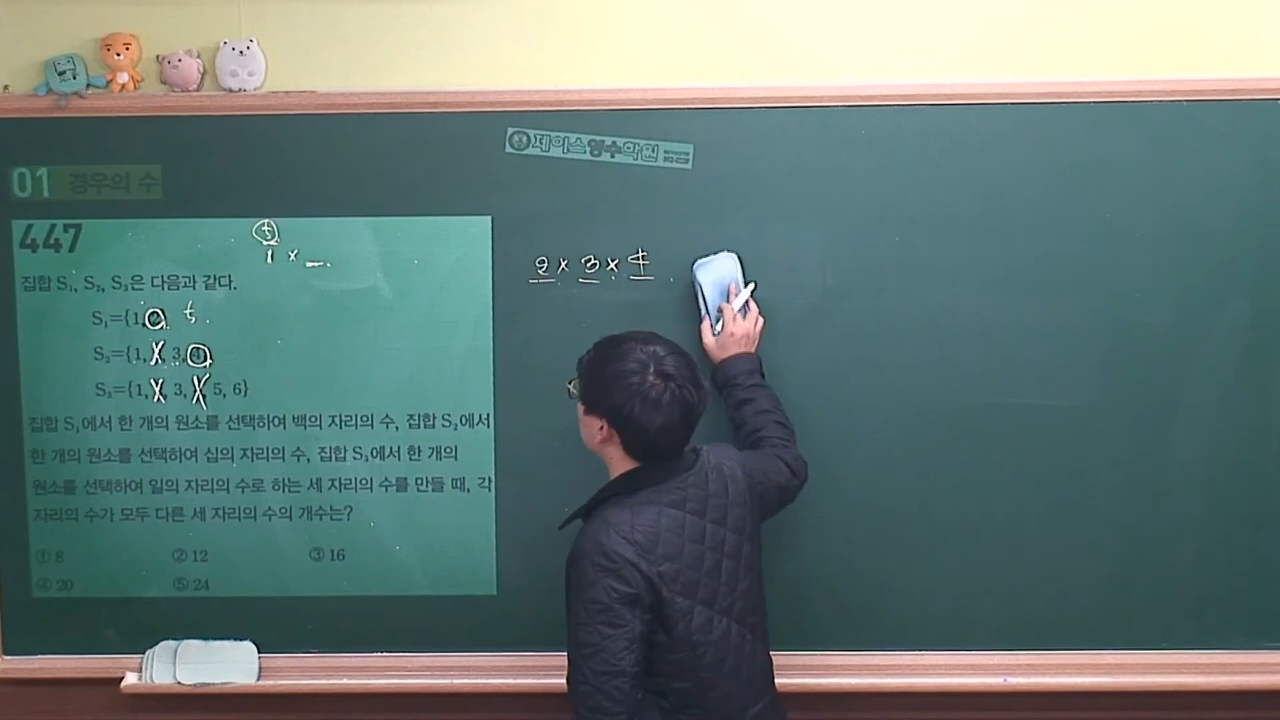 제이스영수학원
01 경우의 수
447
집합 S₁, S₂, S₃은 다음과 같다.
S₁={1,
S₂={1, 3, 4}
S₃={1, 3, 5, 6}
집합 S₁에서 한 개의 원소를 선택하여 백의 자리의 수, 집합 S₂에서
한 개의 원소를 선택하여 십의 자리의 수, 집합 S₃에서 한 개의
원소를 선택하여 일의 자리의 수로 하는 세 자리의 수를 만들 때, 각
자리의 수가 모두 다른 세 자리의 수의 개수는?
① 8 ② 12 ③ 16
④ 20 ⑤ 24
2 × 3 × 4